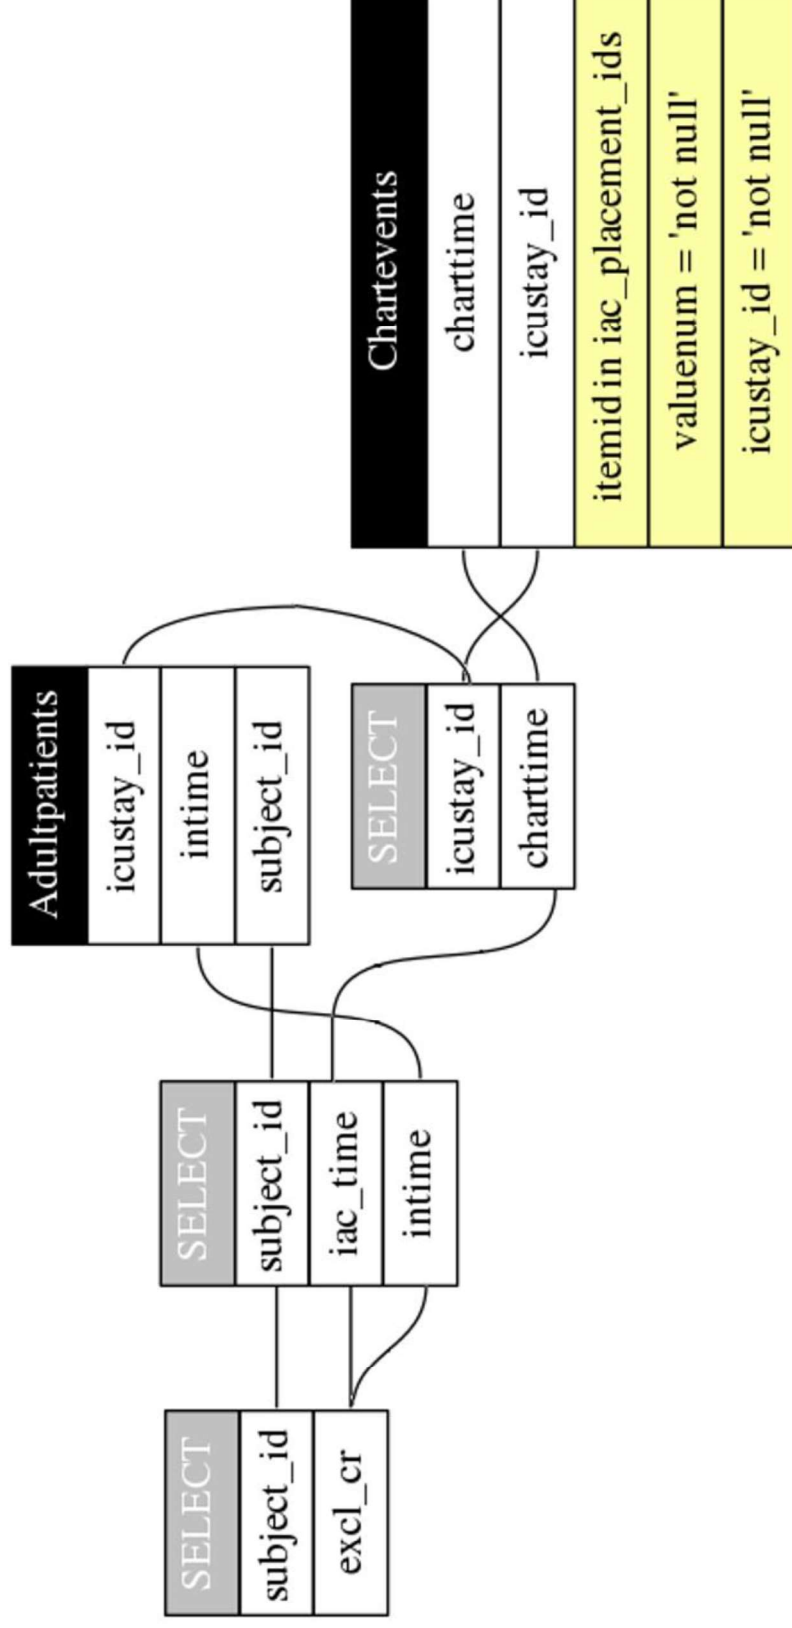 SELECT
subject_id
excl_cr
SELECT
subject_id
iac_time
intime
Adultpatients
icustay_id
intime
subject_id
SELECT
icustay_id
charttime
Chartevents
charttime
icustay_id
itemid in iac_placement_ids
valuenum = 'not null'
icustay_id = 'not null'